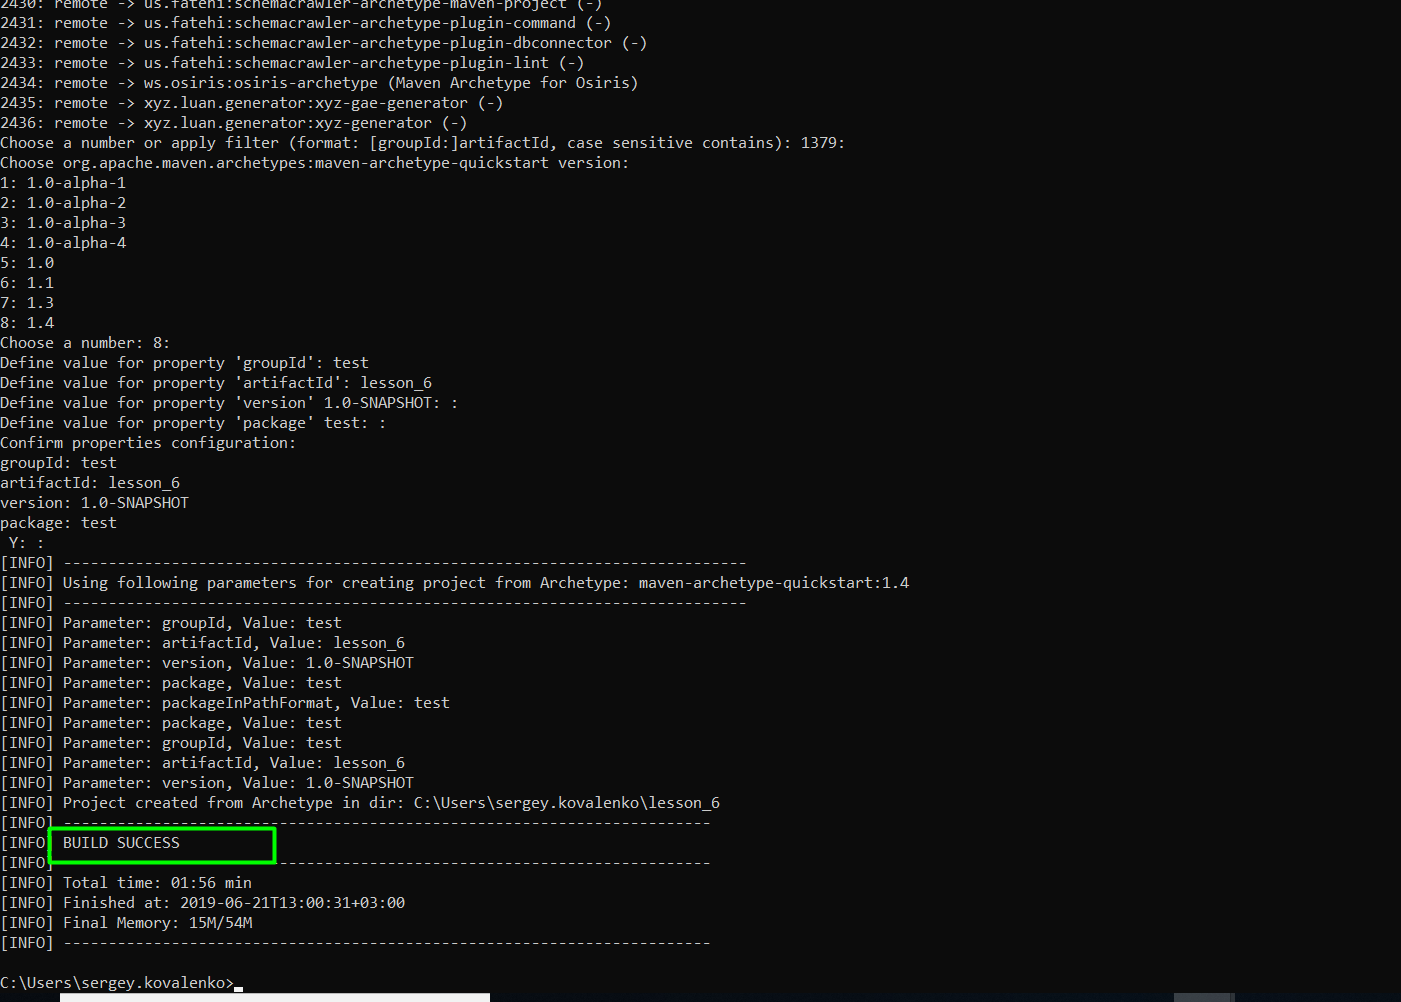 2430: remote -> us.fatehi:schemacrawler-archetype-maven-project (-)
2431: remote -> us.fatehi:schemacrawler-archetype-plugin-command (-)
2432: remote -> us.fatehi:schemacrawler-archetype-plugin-dbconnector (-)
2433: remote -> us.fatehi:schemacrawler-archetype-plugin-lint (-)
2434: remote -> ws.osiris:osiris-archetype (Maven Archetype for Osiris)
2435: remote -> xyz.luan.generator:xyz-gae-generator (-)
2436: remote -> xyz.luan.generator:xyz-generator (-)
Choose a number or apply filter (format: [groupId:]artifactId, case sensitive contains): 1379:
Choose org.apache.maven.archetypes:maven-archetype-quickstart version:
1: 1.0-alpha-1
2: 1.0-alpha-2
3: 1.0-alpha-3
4: 1.0-alpha-4
5: 1.0
6: 1.1
7: 1.3
8: 1.4
Choose a number: 8:
Define value for property 'groupId': test
Define value for property 'artifactId': lesson_6
Define value for property 'version' 1.0-SNAPSHOT: :
Define value for property 'package' test: :
Confirm properties configuration:
groupId: test
artifactId: lesson_6
version: 1.0-SNAPSHOT
package: test
 Y: :
[INFO] ----------------------------------------------------------------------------
[INFO] Using following parameters for creating project from Archetype: maven-archetype-quickstart:1.4
[INFO] ----------------------------------------------------------------------------
[INFO] Parameter: groupId, Value: test
[INFO] Parameter: artifactId, Value: lesson_6
[INFO] Parameter: version, Value: 1.0-SNAPSHOT
[INFO] Parameter: package, Value: test
[INFO] Parameter: packageInPathFormat, Value: test
[INFO] Parameter: package, Value: test
[INFO] Parameter: groupId, Value: test
[INFO] Parameter: artifactId, Value: lesson_6
[INFO] Parameter: version, Value: 1.0-SNAPSHOT
[INFO] Project created from Archetype in dir: C:\Users\sergey.kovalenko\lesson_6
[INFO] ------------------------------------------------------------------------
[INFO BUILD SUCCESS
[INFO] ------------------------------------------------------------------------
[INFO] Total time: 01:56 min
[INFO] Finished at: 2019-06-21T13:00:31+03:00
[INFO] Final Memory: 15M/54M
[INFO] ------------------------------------------------------------------------
C:\Users\sergey.kovalenko>